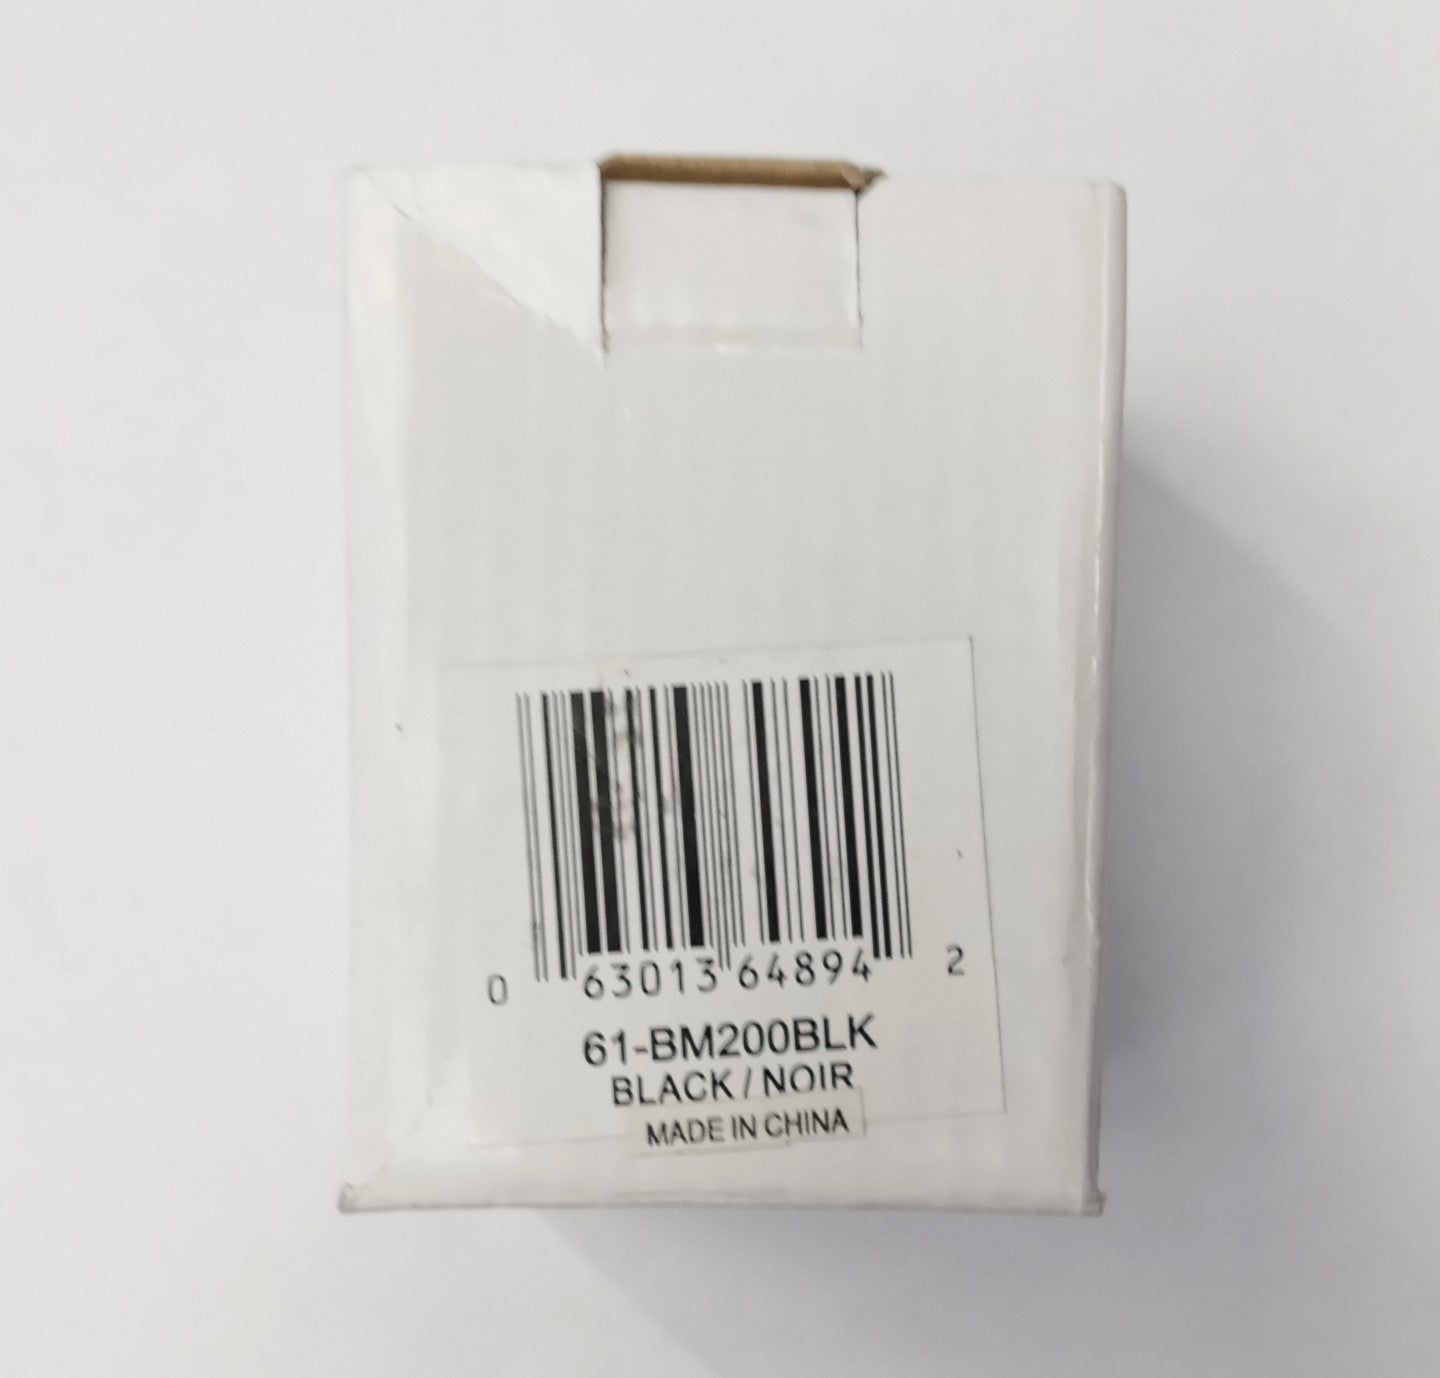 0 63013 64894 2
61-BM200BLK
BLACK / NOIR
MADE IN CHINA